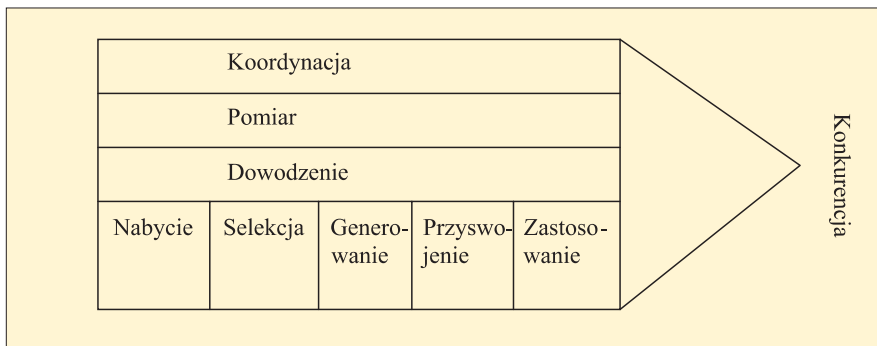 Koordynacja
Pomiar
Dowodzenie
Nabycie
Selekcja
Genero-
wanie
Przyswo-
jenie
Zastoso-
wanie
Konkurencja